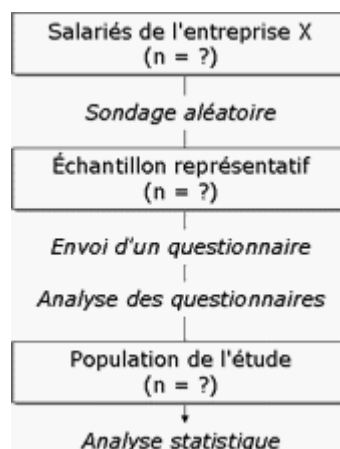 Salariés de l'entreprise X
(n = ?)
Sondage aléatoire
Échantillon représentatif
(n = ?)
Envoi d'un questionnaire
Analyse des questionnaires
Population de l'étude
(n = ?)
Analyse statistique